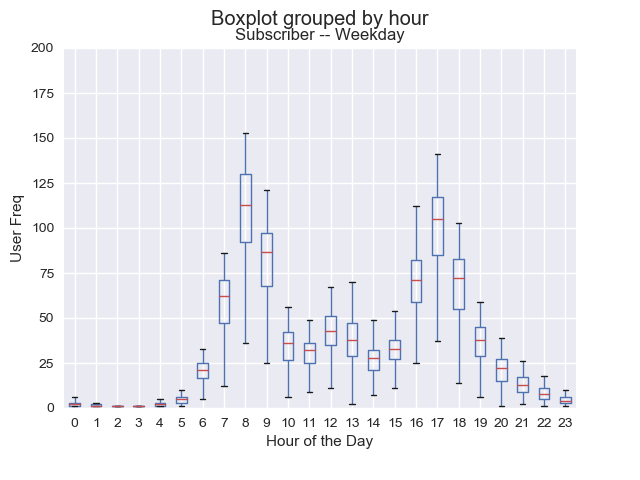 Boxplot grouped by hour
Subscriber -- Weekday
200
175
150
125
100
75
50
25
0
User Freq
0 1 2 3 4 5 6 7 8 9 10 11 12 13 14 15 16 17 18 19 20 21 22 23
Hour of the Day